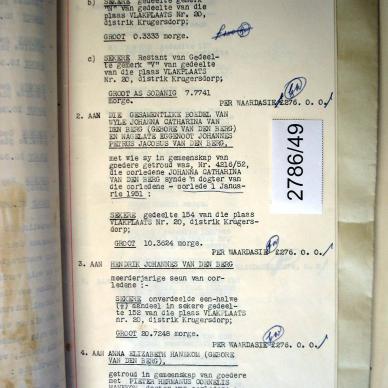 b) SEKERE gedeelte gemerk
"N" van gedeelte van die
plaas VLAKPLAATS Nr. 20,
distrik Krugersdorp;
GROOT 0.3333 morge.
c) SEKERE Restant van Gedeel-
te gemerk "V" van gedeelte
van die plaas VLAKPLAATS
Nr. 20, distrik Krugersdorp;
GROOT AS SODANIG 7.7741
morge.
PER WAARDASIE £276. 0. 0.
2. AAN DIE GESAMENTLIKE BOEDEL VAN
WYLE JOHANNA CATHARINA VAN
DEN BERG (GEBORE VAN DEN BERG)
EN NAGELATE EGGENOOT JOHANNES
PETRUS JACOBUS VAN DEN BERG,
met wie sy in gemeenskap van
goedere getroud was, Nr. 4216/52,
die oorledene JOHANNA CATHARINA
VAN DEN BERG synde 'n dogter van
die oorledene - oorlede 1 Janua-
rie 1951 :
SEKERE gedeelte 154 van die plaas
VLAKPLAATS Nr. 20, distrik Krugers-
dorp;
GROOT 10.3624 morge.
PER WAARDASIE £276. 0. 0.
3. AAN HENDRIK JOHANNES VAN DEN BERG
meerderjarige seun van oor-
ledene :-
SEKERE onverdeelde een-halwe
(½) aandeel in sekere gedeel-
te 152 van die plaas VLAKPLAATS
nr. 20, distrik Krugersdorp;
GROOT 20.7248 morge.
PER WAARDASIE £276. 0. 0.
4. AAN ANNA ELIZABETH HANEKOM (GEBORE
VAN DEN BERG),
getroud in gemeenskap van goedere
met PIETER HERMANUS CORNELIS
2786/49